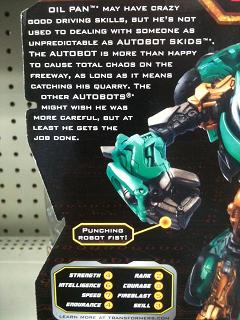 OIL PAN™ MAY HAVE CRAZY
GOOD DRIVING SKILLS, BUT HE'S NOT
USED TO DEALING WITH SOMEONE AS
UNPREDICTABLE AS AUTOBOT SKIDS™.
THE AUTOBOT IS MORE THAN HAPPY
TO CAUSE TOTAL CHAOS ON THE
FREEWAY, AS LONG AS IT MEANS
CATCHING HIS QUARRY. THE
OTHER AUTOBOTS®
MIGHT WISH HE WAS
MORE CAREFUL, BUT AT
LEAST HE GETS THE
JOB DONE.
PUNCHING
ROBOT FIST!
STRENGTH RANK
INTELLIGENCE COURAGE
SPEED FIREBLAST
ENDURANCE SKILL
LEARN MORE AT TRANSFORMERS.COM